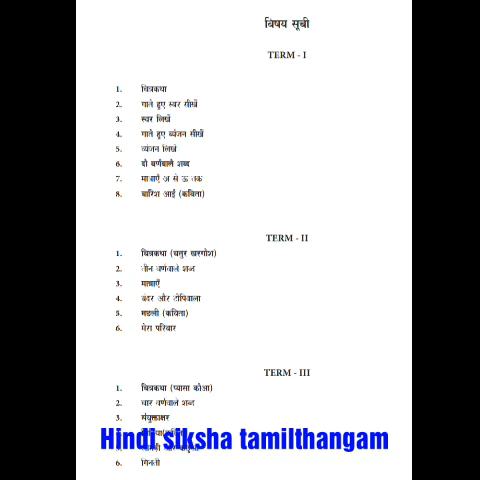 विषय सूची
TERM - I
1. चित्रकथा
2. गाते हुए स्वर सीखें
3. स्वर लिखें
4. गाते हुए व्यंजन सीखें
5. व्यंजन लिखें
6. दो वर्णवाले शब्द
7. मात्राएँ अ से ऊ तक
8. बारिश आई (कविता)
TERM - II
1. चित्रकथा (चतुर खरगोश)
2. तीन वर्णवाले शब्द
3. मात्राएँ
4. बंदर और टोपीवाला
5. मछली (कविता)
6. मेरा परिवार
TERM - III
1. चित्रकथा (प्यासा कौआ)
2. चार वर्णवाले शब्द
3. संयुक्ताक्षर
Hindi siksha tamilthangam
6. गिनती